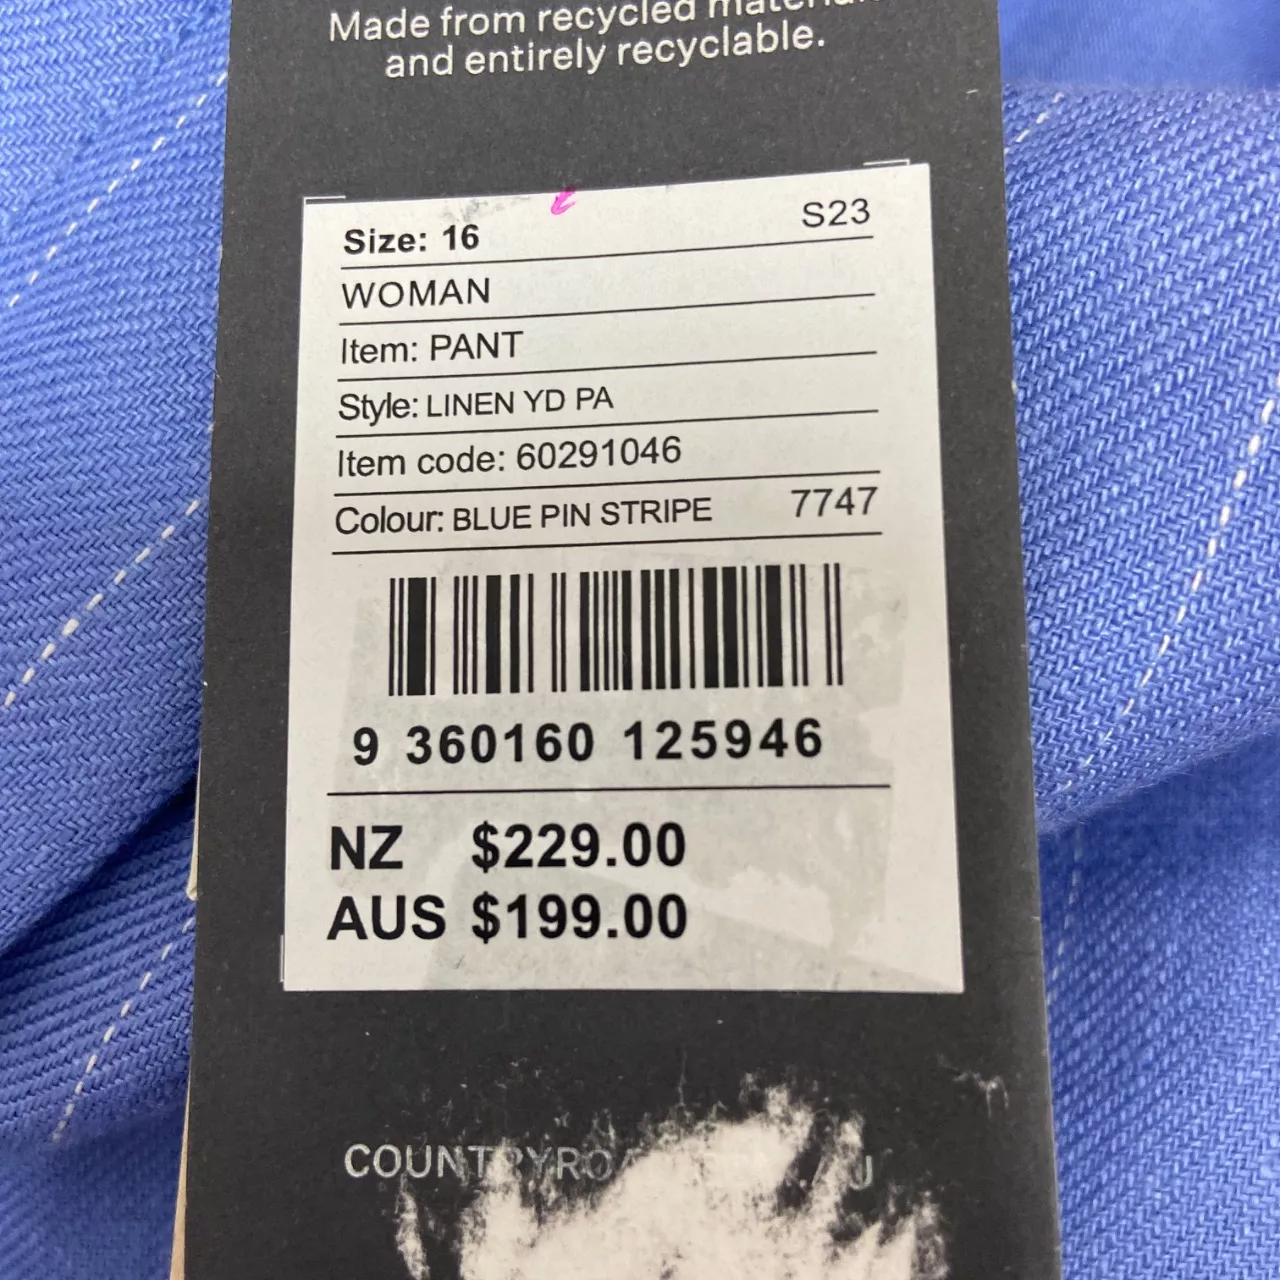 Made from recycled
and entirely recyclable.
Size: 16 S23
WOMAN
Item: PANT
Style: LINEN YD PA
Item code: 60291046
Colour: BLUE PIN STRIPE 7747
9 360160 125946
NZ $229.00
AUS $199.00